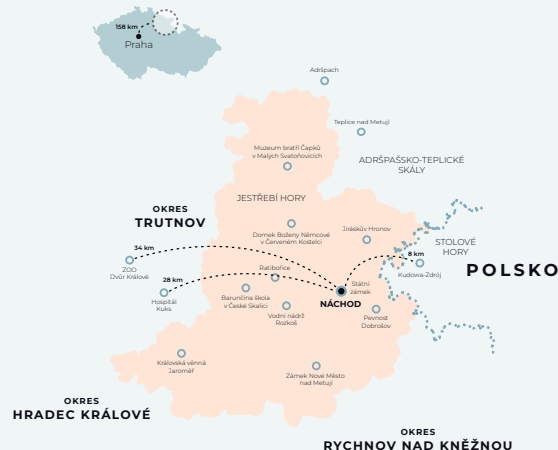 158 km
Praha
Adršpach
Teplice nad Metují
Muzeum bratří Čapků
v Malých Svatoňovicích
ADRŠPAŠSKO-TEPLICKÉ
SKÁLY
JESTŘEBÍ HORY
OKRES
TRUTNOV
Domek Boženy Němcové
v Červeném Kostelci
Jiráskův Hronov
STOLOVÉ
HORY
34 km
8 km
POLSKO
ZOO
Dvůr Králové
Kudowa-Zdrój
28 km
Ratibořice
Státní
zámek
Hospitál
Kuks
Barunčina škola
v České Skalici
NÁCHOD
Vodní nádrž
Rozkoš
Pevnost
Dobrošov
Královská věnná
Jaroměř
Zámek Nové Město
nad Metují
OKRES
HRADEC KRÁLOVÉ
OKRES
RYCHNOV NAD KNĚŽNOU